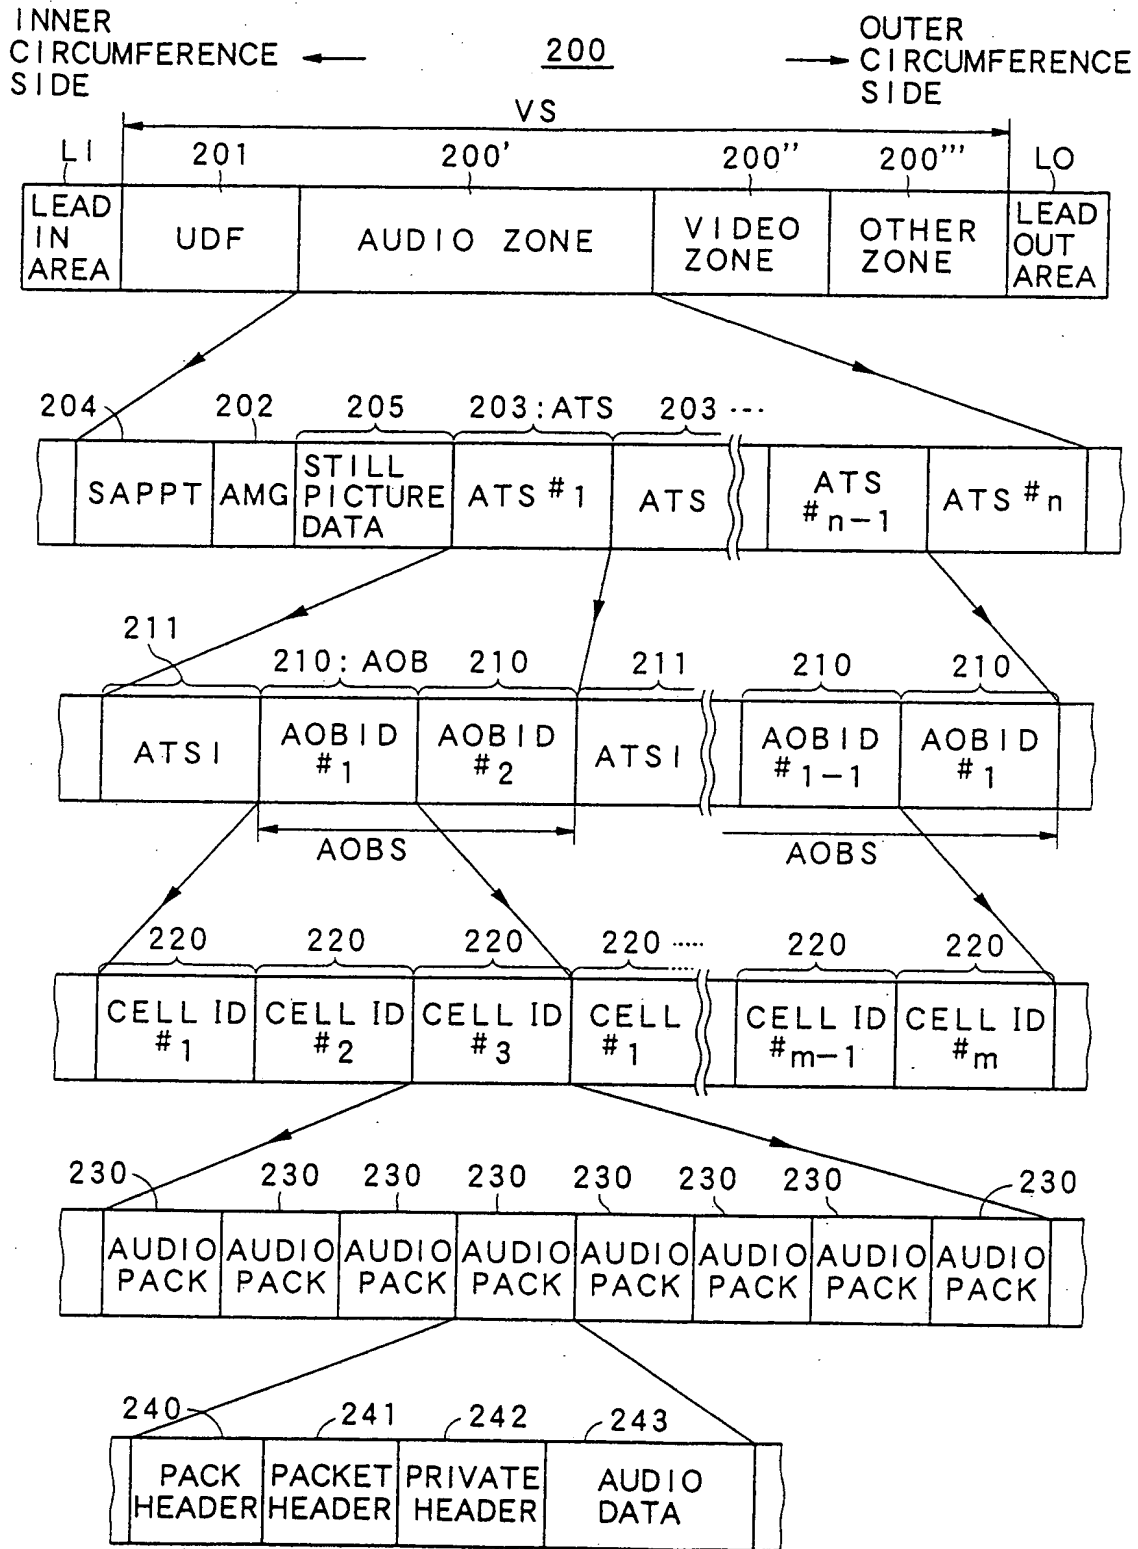 INNER
CIRCUMFERENCE
SIDE
200
OUTER
CIRCUMFERENCE
SIDE
VS
LI 201 200' 200'' 200''' LO
LEAD
IN
AREA
UDF
AUDIO ZONE
VIDEO
ZONE
OTHER
ZONE
LEAD
OUT
AREA
204 202 205 203:ATS 203 ...
SAPPT
AMG
STILL
PICTURE
DATA
ATS #1
ATS
ATS
#n-1
ATS #n
211 210:AOB 210 211 210 210
ATSI
AOBID
#1
AOBID
#2
ATSI
AOBID
#1-1
AOBID
#1
AOBS AOBS
220 220 220 220 ..... 220 220
CELL ID
#1
CELL ID
#2
CELL ID
#3
CELL
#1
CELL ID
#m-1
CELL ID
#m
230 230 230 230 230 230 230 230
AUDIO
PACK
AUDIO
PACK
AUDIO
PACK
AUDIO
PACK
AUDIO
PACK
AUDIO
PACK
AUDIO
PACK
AUDIO
PACK
240 241 242 243
PACK
HEADER
PACKET
HEADER
PRIVATE
HEADER
AUDIO
DATA